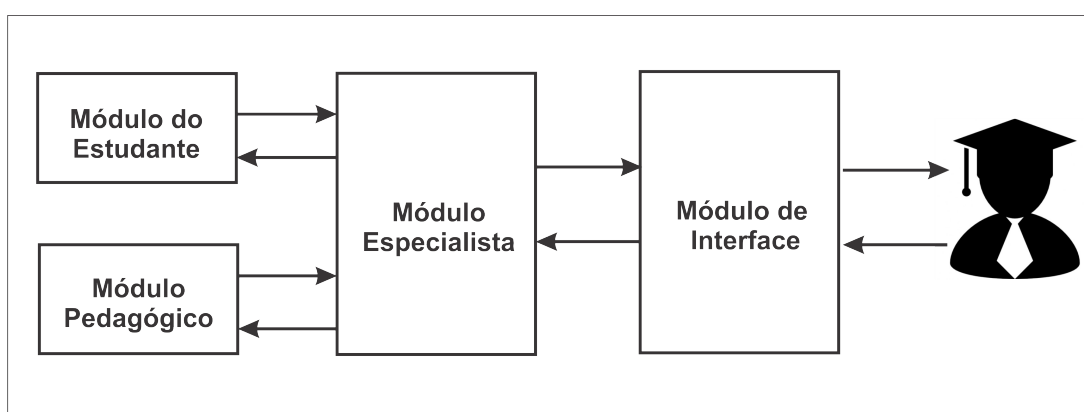 Módulo do
Estudante
Módulo
Pedagógico
Módulo
Especialista
Módulo de
Interface